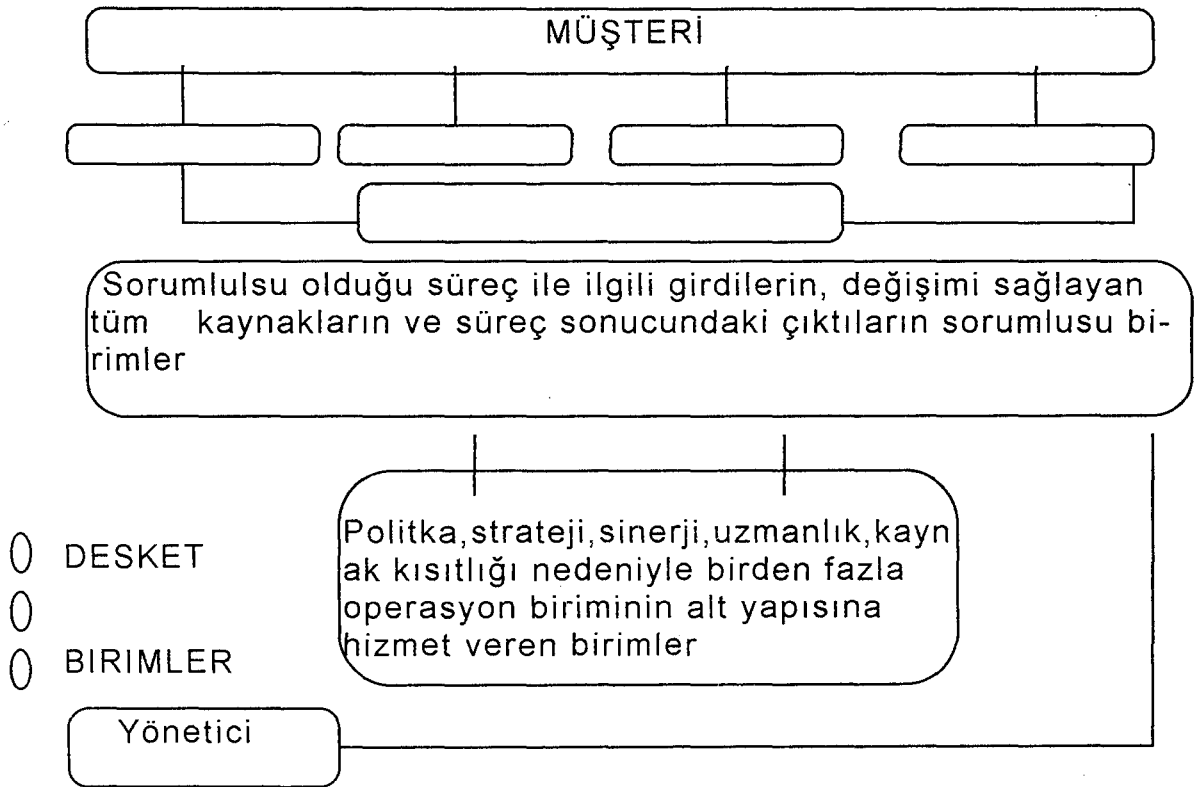 MÜŞTERİ
Sorumlulsu olduğu süreç ile ilgili girdilerin, değişimi sağlayan
tüm kaynakların ve süreç sonucundaki çıktıların sorumlusu bi-
rimler
Politka,strateji,sinerji,uzmanlık,kayn
ak kısıtlığı nedeniyle birden fazla
operasyon biriminin alt yapısına
hizmet veren birimler
DESKET
BIRIMLER
Yönetici